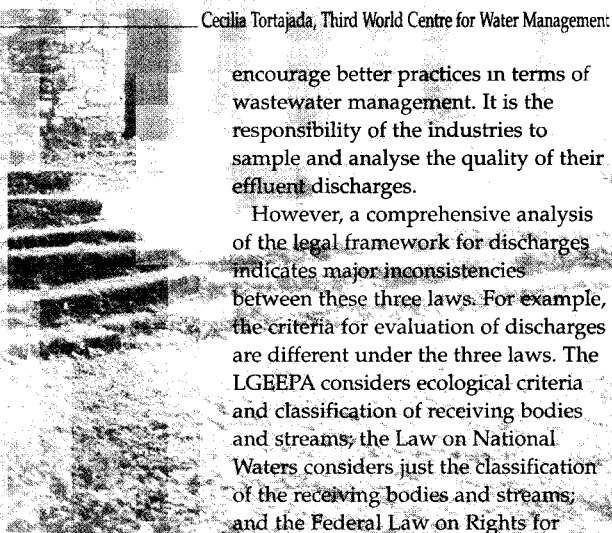 Cecilia Tortajada, Third World Centre for Water Management
encourage better practices in terms of
wastewater management. It is the
responsibility of the industries to
sample and analyse the quality of their
effluent discharges.
However, a comprehensive analysis
of the legal framework for discharges
indicates major inconsistencies
between these three laws. For example,
the criteria for evaluation of discharges
are different under the three laws. The
LGEEPA considers ecological criteria
and classification of receiving bodies
and streams; the Law on National
Waters considers just the classification
of the receiving bodies and streams;
and the Federal Law on Rights for